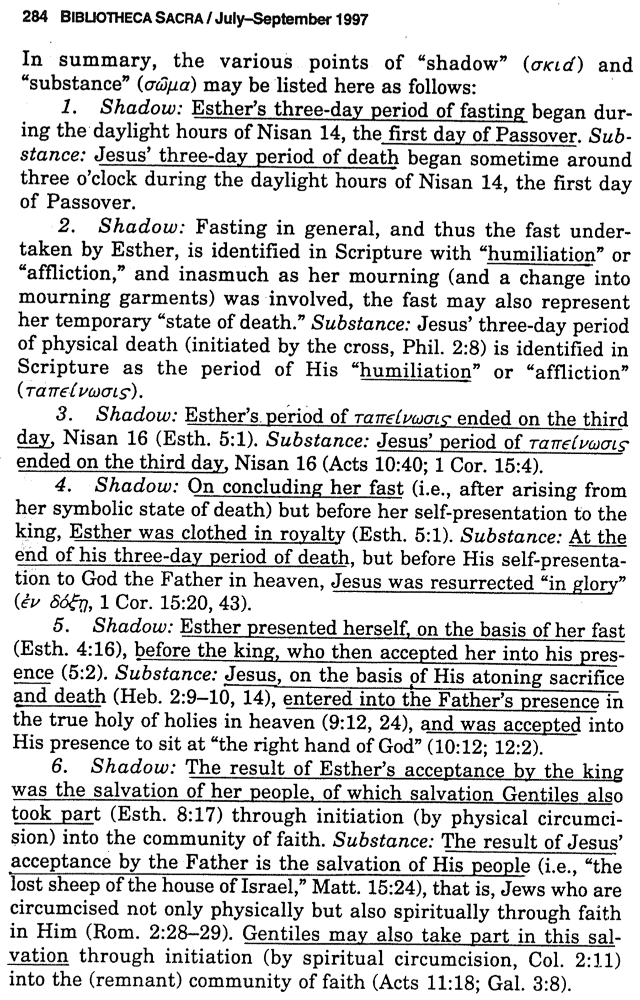 284 BIBLIOTHECA SACRA / July–September 1997
In summary, the various points of “shadow” (σκιά) and
“substance” (σῶμα) may be listed here as follows:
1. Shadow: Esther’s three-day period of fasting began dur-
ing the daylight hours of Nisan 14, the first day of Passover. Sub-
stance: Jesus’ three-day period of death began sometime around
three o’clock during the daylight hours of Nisan 14, the first day
of Passover.
2. Shadow: Fasting in general, and thus the fast under-
taken by Esther, is identified in Scripture with “humiliation” or
“affliction,” and inasmuch as her mourning (and a change into
mourning garments) was involved, the fast may also represent
her temporary “state of death.” Substance: Jesus’ three-day period
of physical death (initiated by the cross, Phil. 2:8) is identified in
Scripture as the period of His “humiliation” or “affliction”
(ταπείνωσις).
3. Shadow: Esther’s period of ταπείνωσις ended on the third
day, Nisan 16 (Esth. 5:1). Substance: Jesus’ period of ταπείνωσις
ended on the third day, Nisan 16 (Acts 10:40; 1 Cor. 15:4).
4. Shadow: On concluding her fast (i.e., after arising from
her symbolic state of death) but before her self-presentation to the
king, Esther was clothed in royalty (Esth. 5:1). Substance: At the
end of his three-day period of death, but before His self-presenta-
tion to God the Father in heaven, Jesus was resurrected “in glory”
(ἐν δόξῃ, 1 Cor. 15:20, 43).
5. Shadow: Esther presented herself, on the basis of her fast
(Esth. 4:16), before the king, who then accepted her into his pres-
ence (5:2). Substance: Jesus, on the basis of His atoning sacrifice
and death (Heb. 2:9–10, 14), entered into the Father’s presence in
the true holy of holies in heaven (9:12, 24), and was accepted into
His presence to sit at “the right hand of God” (10:12; 12:2).
6. Shadow: The result of Esther’s acceptance by the king
was the salvation of her people, of which salvation Gentiles also
took part (Esth. 8:17) through initiation (by physical circumci-
sion) into the community of faith. Substance: The result of Jesus’
acceptance by the Father is the salvation of His people (i.e., “the
lost sheep of the house of Israel,” Matt. 15:24), that is, Jews who are
circumcised not only physically but also spiritually through faith
in Him (Rom. 2:28–29). Gentiles may also take part in this sal-
vation through initiation (by spiritual circumcision, Col. 2:11)
into the (remnant) community of faith (Acts 11:18; Gal. 3:8).